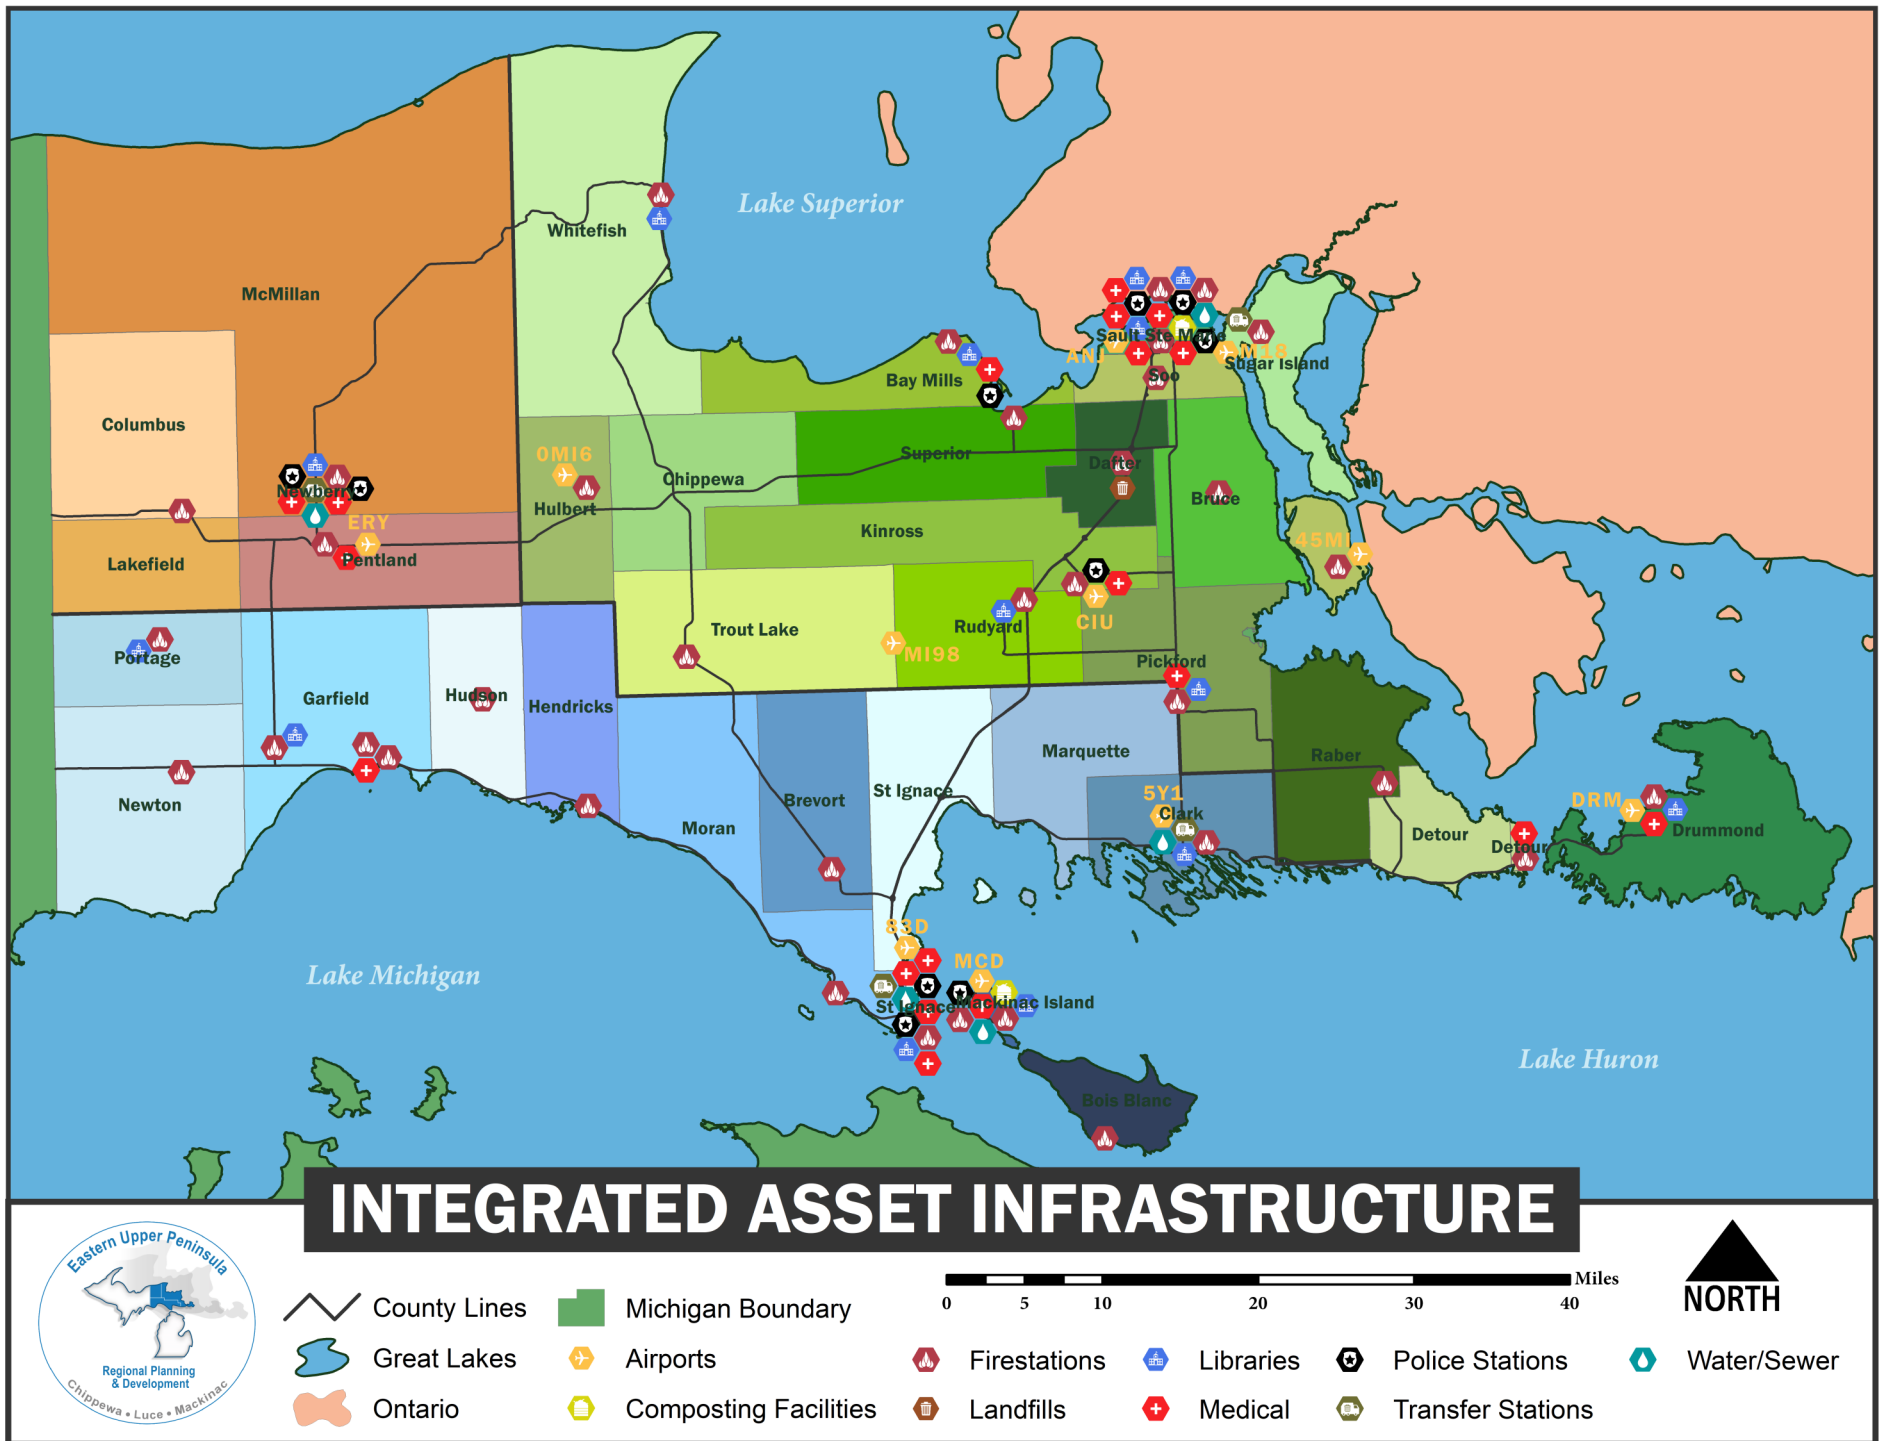 Lake Superior
Whitefish
McMillan
Sault Ste Marie
ANJ
MI18
Sugar Island
Soo
Bay Mills
Columbus
0MI6
Superior
Dafter
Chippewa
Newberry
Hulbert
Bruce
ERY
Kinross
45MI
Lakefield
Pentland
CIU
Trout Lake
Rudyard
MI98
Portage
Pickford
Garfield
Hudson
Hendricks
Marquette
Raber
Newton
Moran
Brevort
St Ignace
5Y1
Clark
DRM
Drummond
Detour
Detour
83D
MCD
Lake Michigan
St Ignace
Mackinac Island
Lake Huron
Bois Blanc
INTEGRATED ASSET INFRASTRUCTURE
Eastern Upper Peninsula
Regional Planning
& Development
Chippewa • Luce • Mackinac
County Lines
Michigan Boundary
Great Lakes
Airports
Firestations
Libraries
Police Stations
Water/Sewer
Ontario
Composting Facilities
Landfills
Medical
Transfer Stations
Miles
0 5 10 20 30 40
NORTH